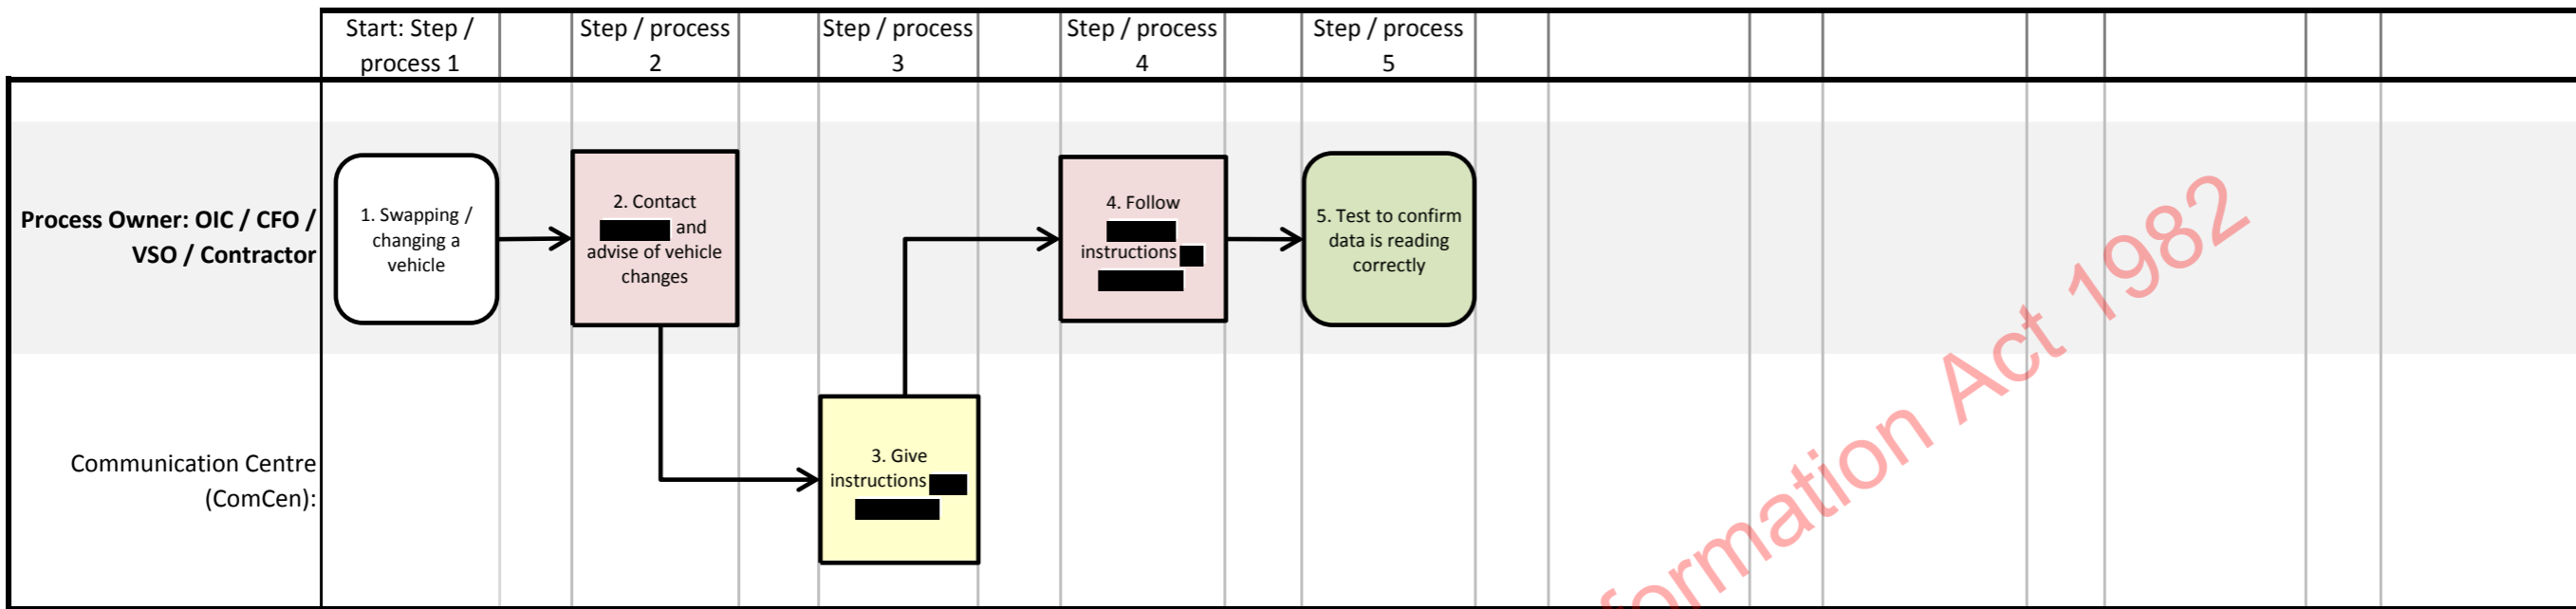 Start: Step /
process 1
Step / process
2
Step / process
3
Step / process
4
Step / process
5
Process Owner: OIC / CFO /
VSO / Contractor
1. Swapping /
changing a
vehicle
2. Contact
and
advise of vehicle
changes
4. Follow
instructions
5. Test to confirm
data is reading
correctly
Communication Centre
(ComCen):
3. Give
instructions
formation Act 1982